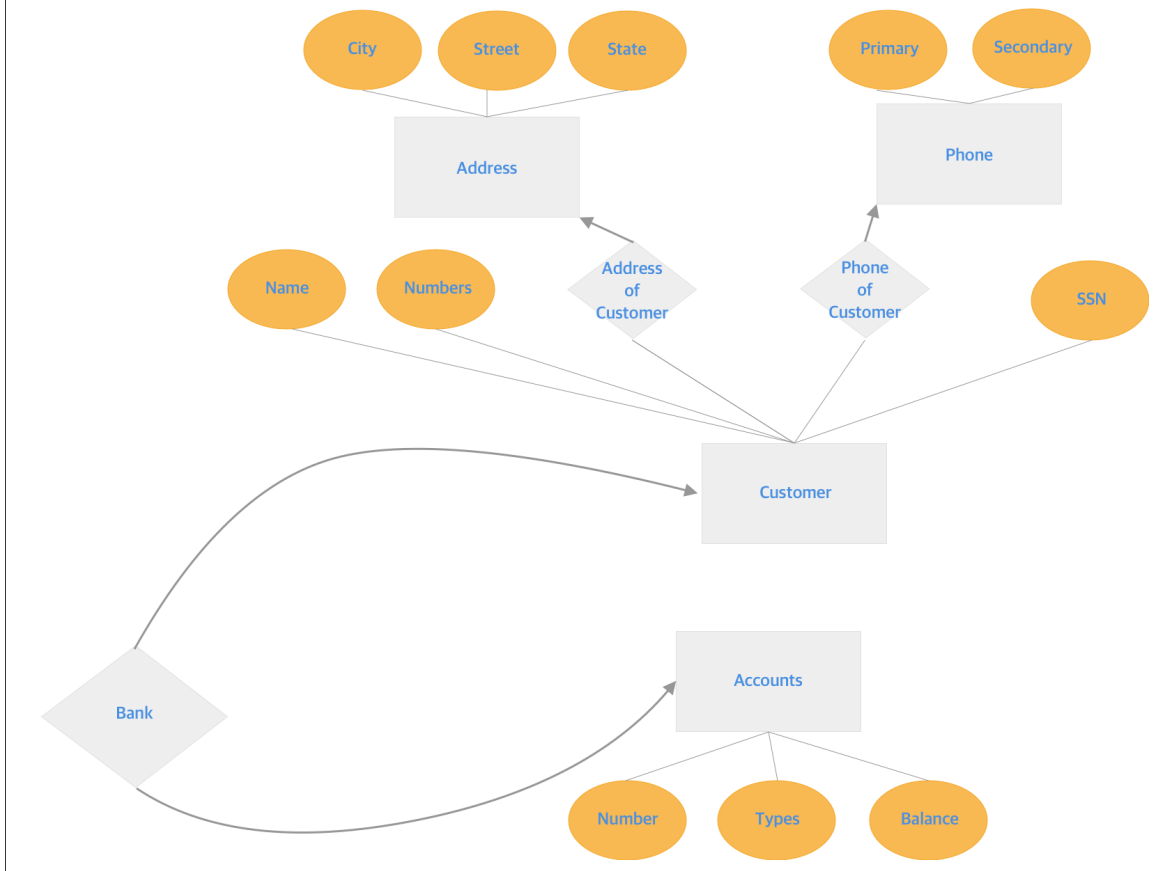 City
Street
State
Primary
Secondary
Address
Phone
Name
Numbers
Address
of
Customer
Phone
of
Customer
SSN
Customer
Bank
Accounts
Number
Types
Balance